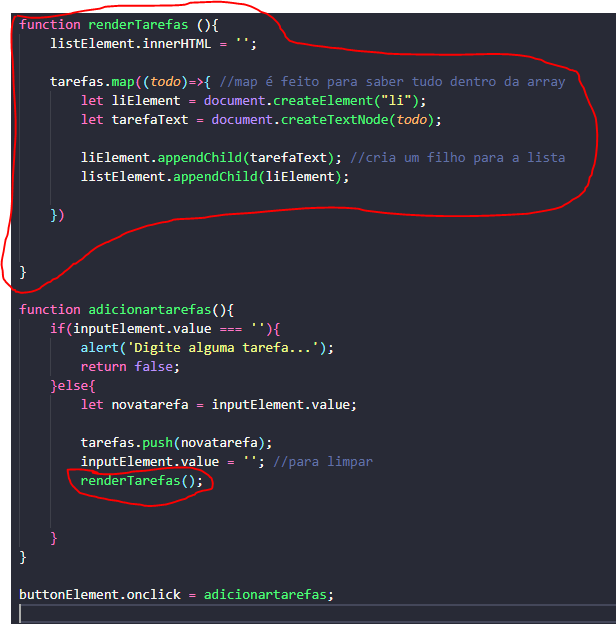 function renderTarefas (){
listElement.innerHTML = '';
tarefas.map((todo)=>{ //map é feito para saber tudo dentro da array
let liElement = document.createElement("li");
let tarefaText = document.createTextNode(todo);
liElement.appendChild(tarefaText); //cria um filho para a lista
listElement.appendChild(liElement);
})
}
function adicionartarefas(){
if(inputElement.value === ''){
alert('Digite alguma tarefa...');
return false;
}else{
let novatarefa = inputElement.value;
tarefas.push(novatarefa);
inputElement.value = ''; //para limpar
renderTarefas();
}
}
buttonElement.onclick = adicionartarefas;